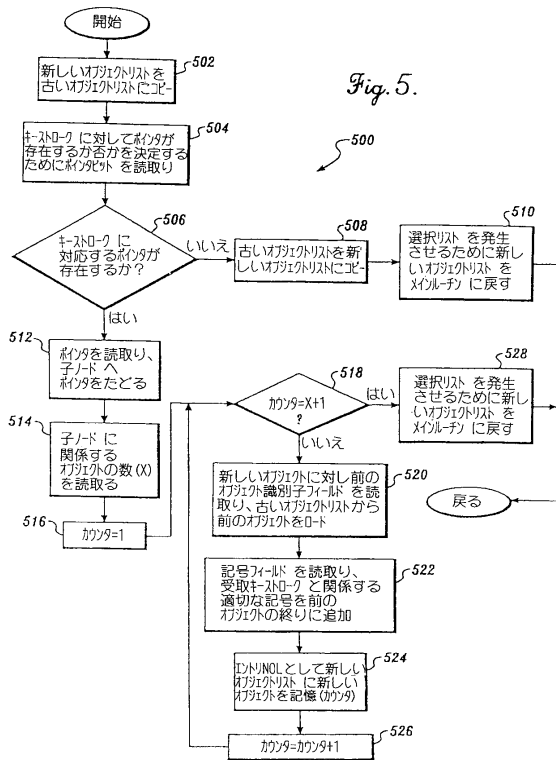 開始
502
新しいオブジェクトリストを
古いオブジェクトリストにコピー
Fig. 5.
504
キーストロークに対してポインタが
存在するか否かを決定する
ためにポインタビットを読取り
500
506
キーストロークに
対応するポインタが
存在するか?
いいえ
508
古いオブジェクトリストを新
しいオブジェクトリストにコピー
510
選択リストを発生
させるために新し
いオブジェクトリストを
メインルーチンに戻す
はい
512
ポインタを読取り、
子ノードへ
ポインタをたどる
514
子ノードに
関係する
オブジェクトの数(X)
を読取る
516
カウンタ=1
518
カウンタ=X+1
?
はい
528
選択リストを発生
させるために新し
いオブジェクトリストを
メインルーチンに戻す
いいえ
520
新しいオブジェクトに対し前の
オブジェクト識別子フィールドを読
取り、古いオブジェクトリストから
前のオブジェクトをロード
戻る
522
記号フィールドを読取り、
受取キーストロークと関係する
適切な記号を前の
オブジェクトの終りに追加
524
エントリNOLとして新しい
オブジェクトリストに新しい
オブジェクトを記憶(カウンタ)
526
カウンタ=カウンタ+1